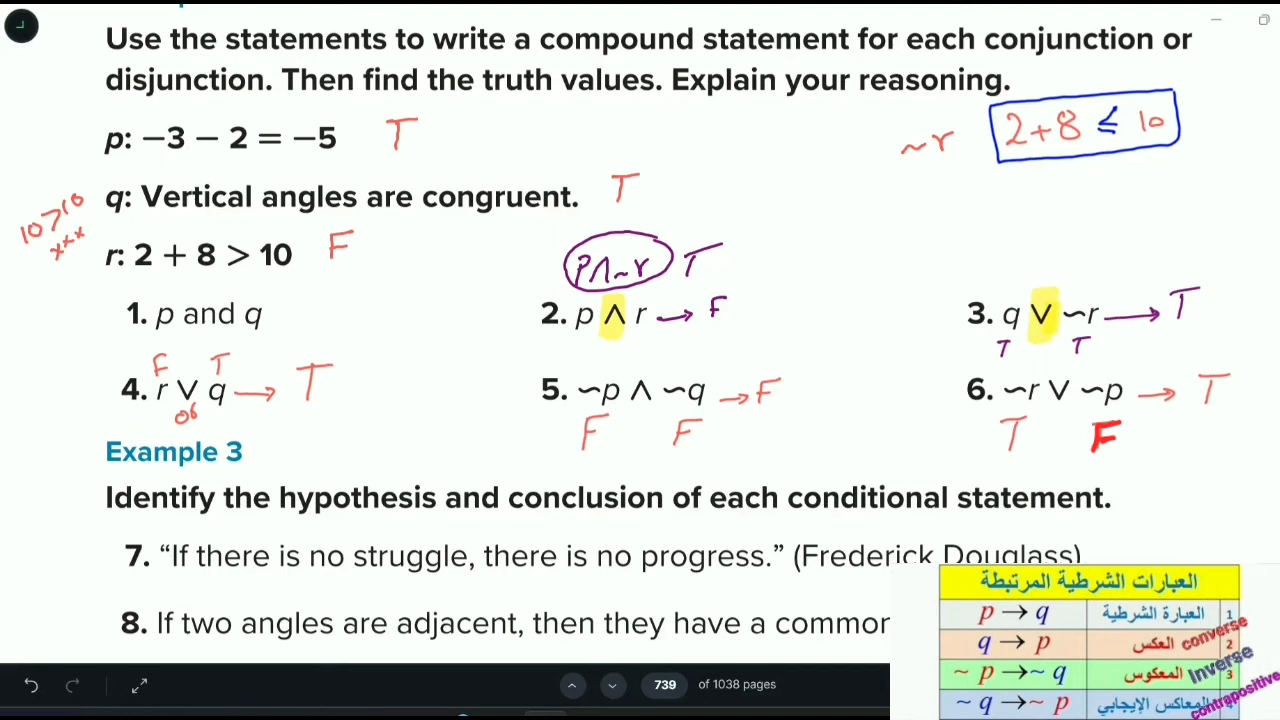 Use the statements to write a compound statement for each conjunction or
disjunction. Then find the truth values. Explain your reasoning.
p: −3 − 2 = −5 T
~r 2+8 ≤ 10
q: Vertical angles are congruent. T
10>10
xxx
r: 2 + 8 > 10 F
p∧~r T
1. p and q
2. p ∧ r → F
3. q ∨ ~r → T
T T
F T
4. r ∨ q → T
or
5. ~p ∧ ~q → F
F F
6. ~r ∨ ~p → T
T F
Example 3
Identify the hypothesis and conclusion of each conditional statement.
7. “If there is no struggle, there is no progress.” (Frederick Douglass)
8. If two angles are adjacent, then they have a common
العبارات الشرطية المرتبطة
p → q العبارة الشرطية 1
q → p العكس converse 2
~ p →~ q المعكوس Inverse 3
~ q →~ p المعاكس الإيجابي contrapositive
739 of 1038 pages